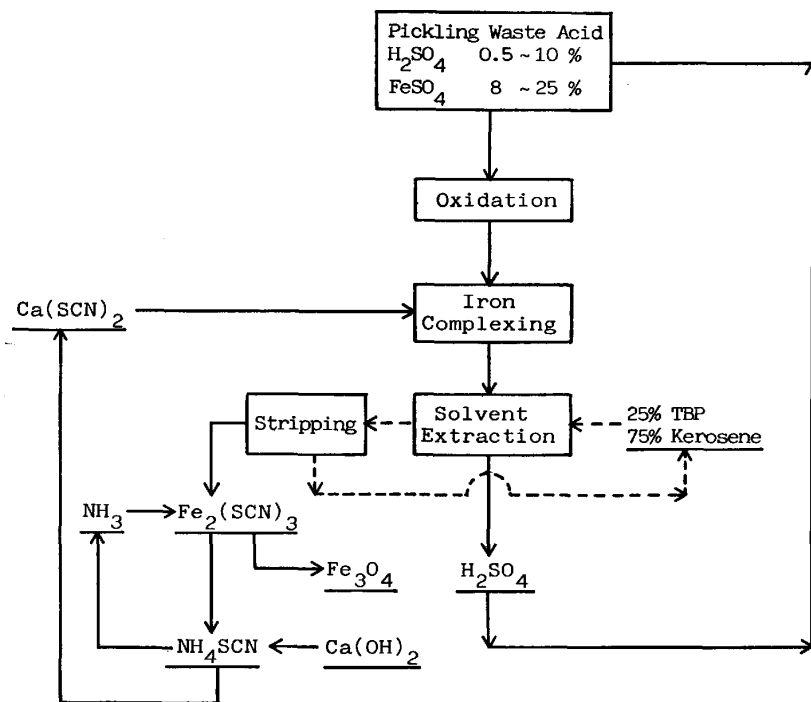 Pickling Waste Acid
H₂SO₄ 0.5 ~ 10 %
FeSO₄ 8 ~ 25 %
Oxidation
Ca(SCN)₂
Iron
Complexing
Stripping
Solvent
Extraction
25% TBP
75% Kerosene
NH₃
Fe₂(SCN)₃
Fe₃O₄
H₂SO₄
NH₄SCN
Ca(OH)₂